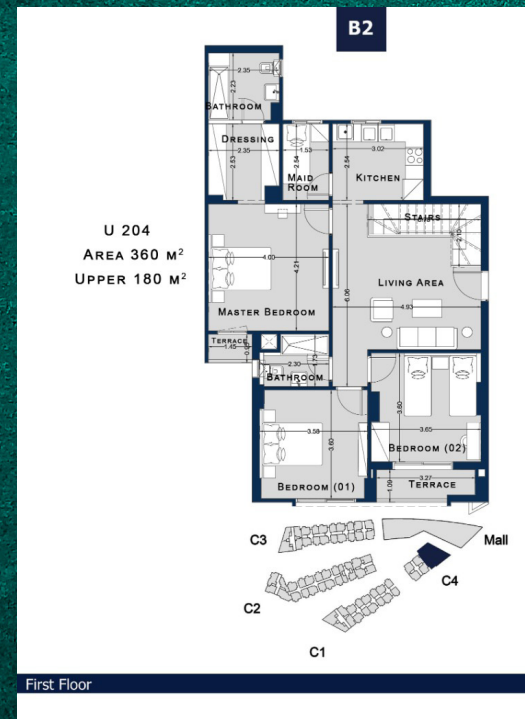 B2
2.35
2.23
BATHROOM
DRESSING
2.35
2.53
1.53
2.54
MAID
ROOM
2.54
3.02
KITCHEN
U 204
AREA 360 M²
UPPER 180 M²
STAIRS
2.10
4.00
4.21
MASTER BEDROOM
6.06
LIVING AREA
4.93
TERRACE
1.45
2.30
BATHROOM
3.58
3.60
BEDROOM (01)
3.60
3.65
BEDROOM (02)
3.27
1.09
TERRACE
C3
Mall
C4
C2
C1
First Floor